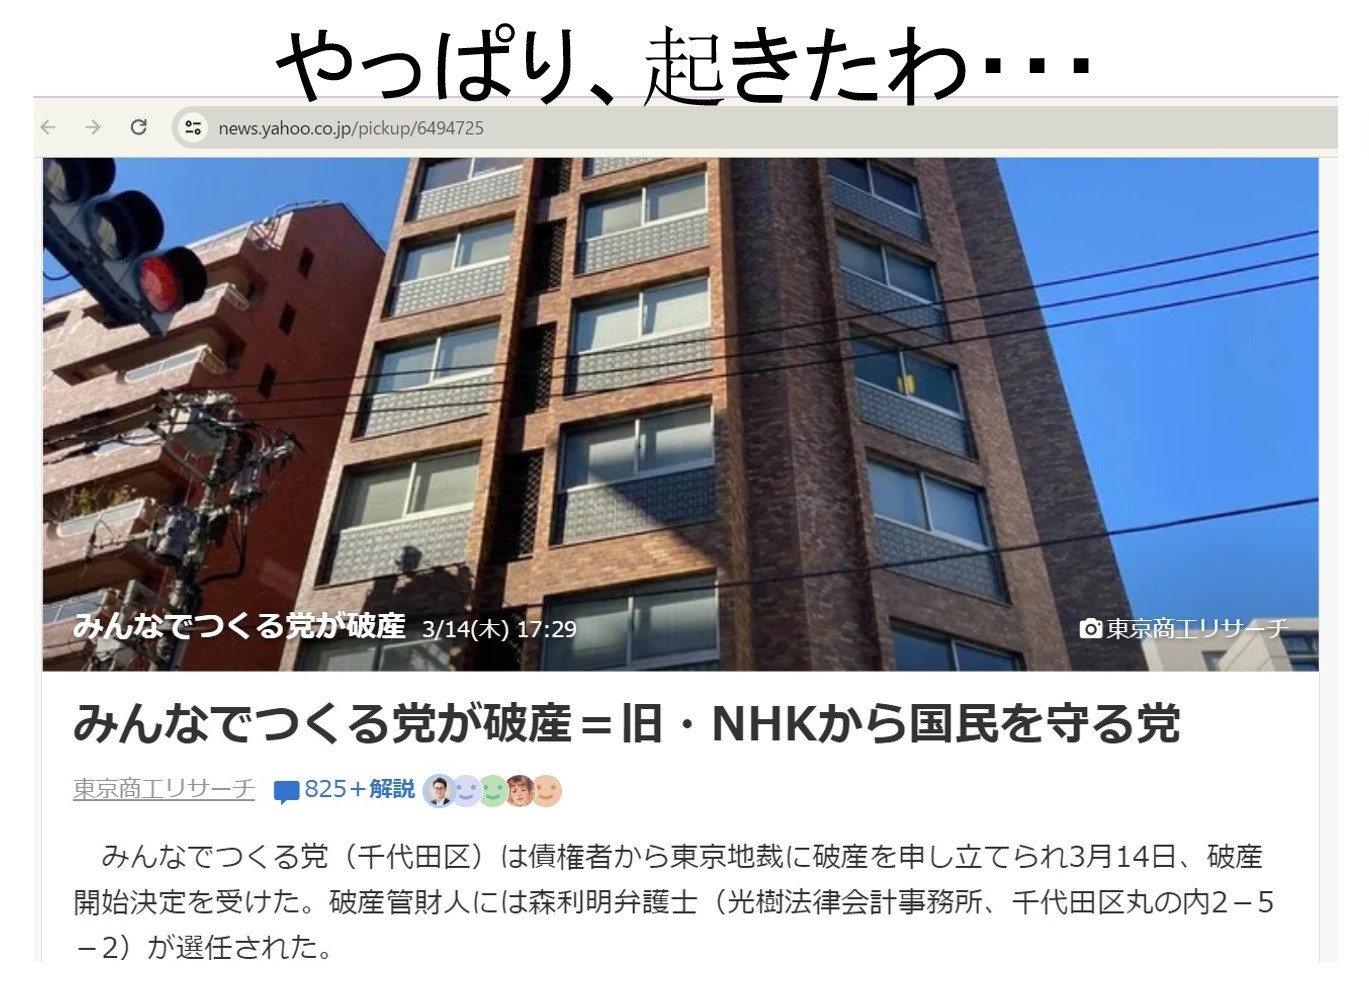 やっぱり、起きたわ・・・
news.yahoo.co.jp/pickup/6494725
みんなでつくる党が破産 3/14(木) 17:29
東京商工リサーチ
みんなでつくる党が破産＝旧・NHKから国民を守る党
東京商工リサーチ 825＋解説
みんなでつくる党（千代田区）は債権者から東京地裁に破産を申し立てられ3月14日、破産
開始決定を受けた。破産管財人には森利明弁護士（光樹法律会計事務所、千代田区丸の内2－5
－2）が選任された。